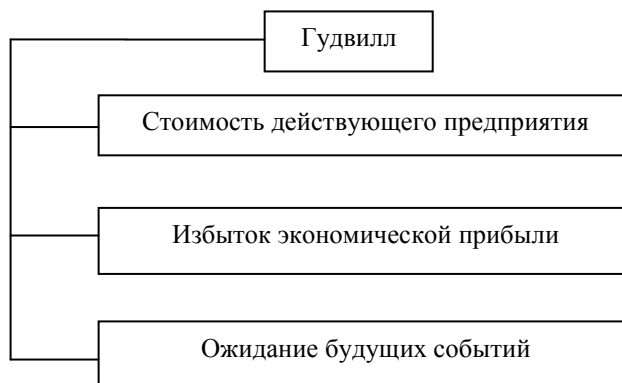 Гудвилл
Стоимость действующего предприятия
Избыток экономической прибыли
Ожидание будущих событий